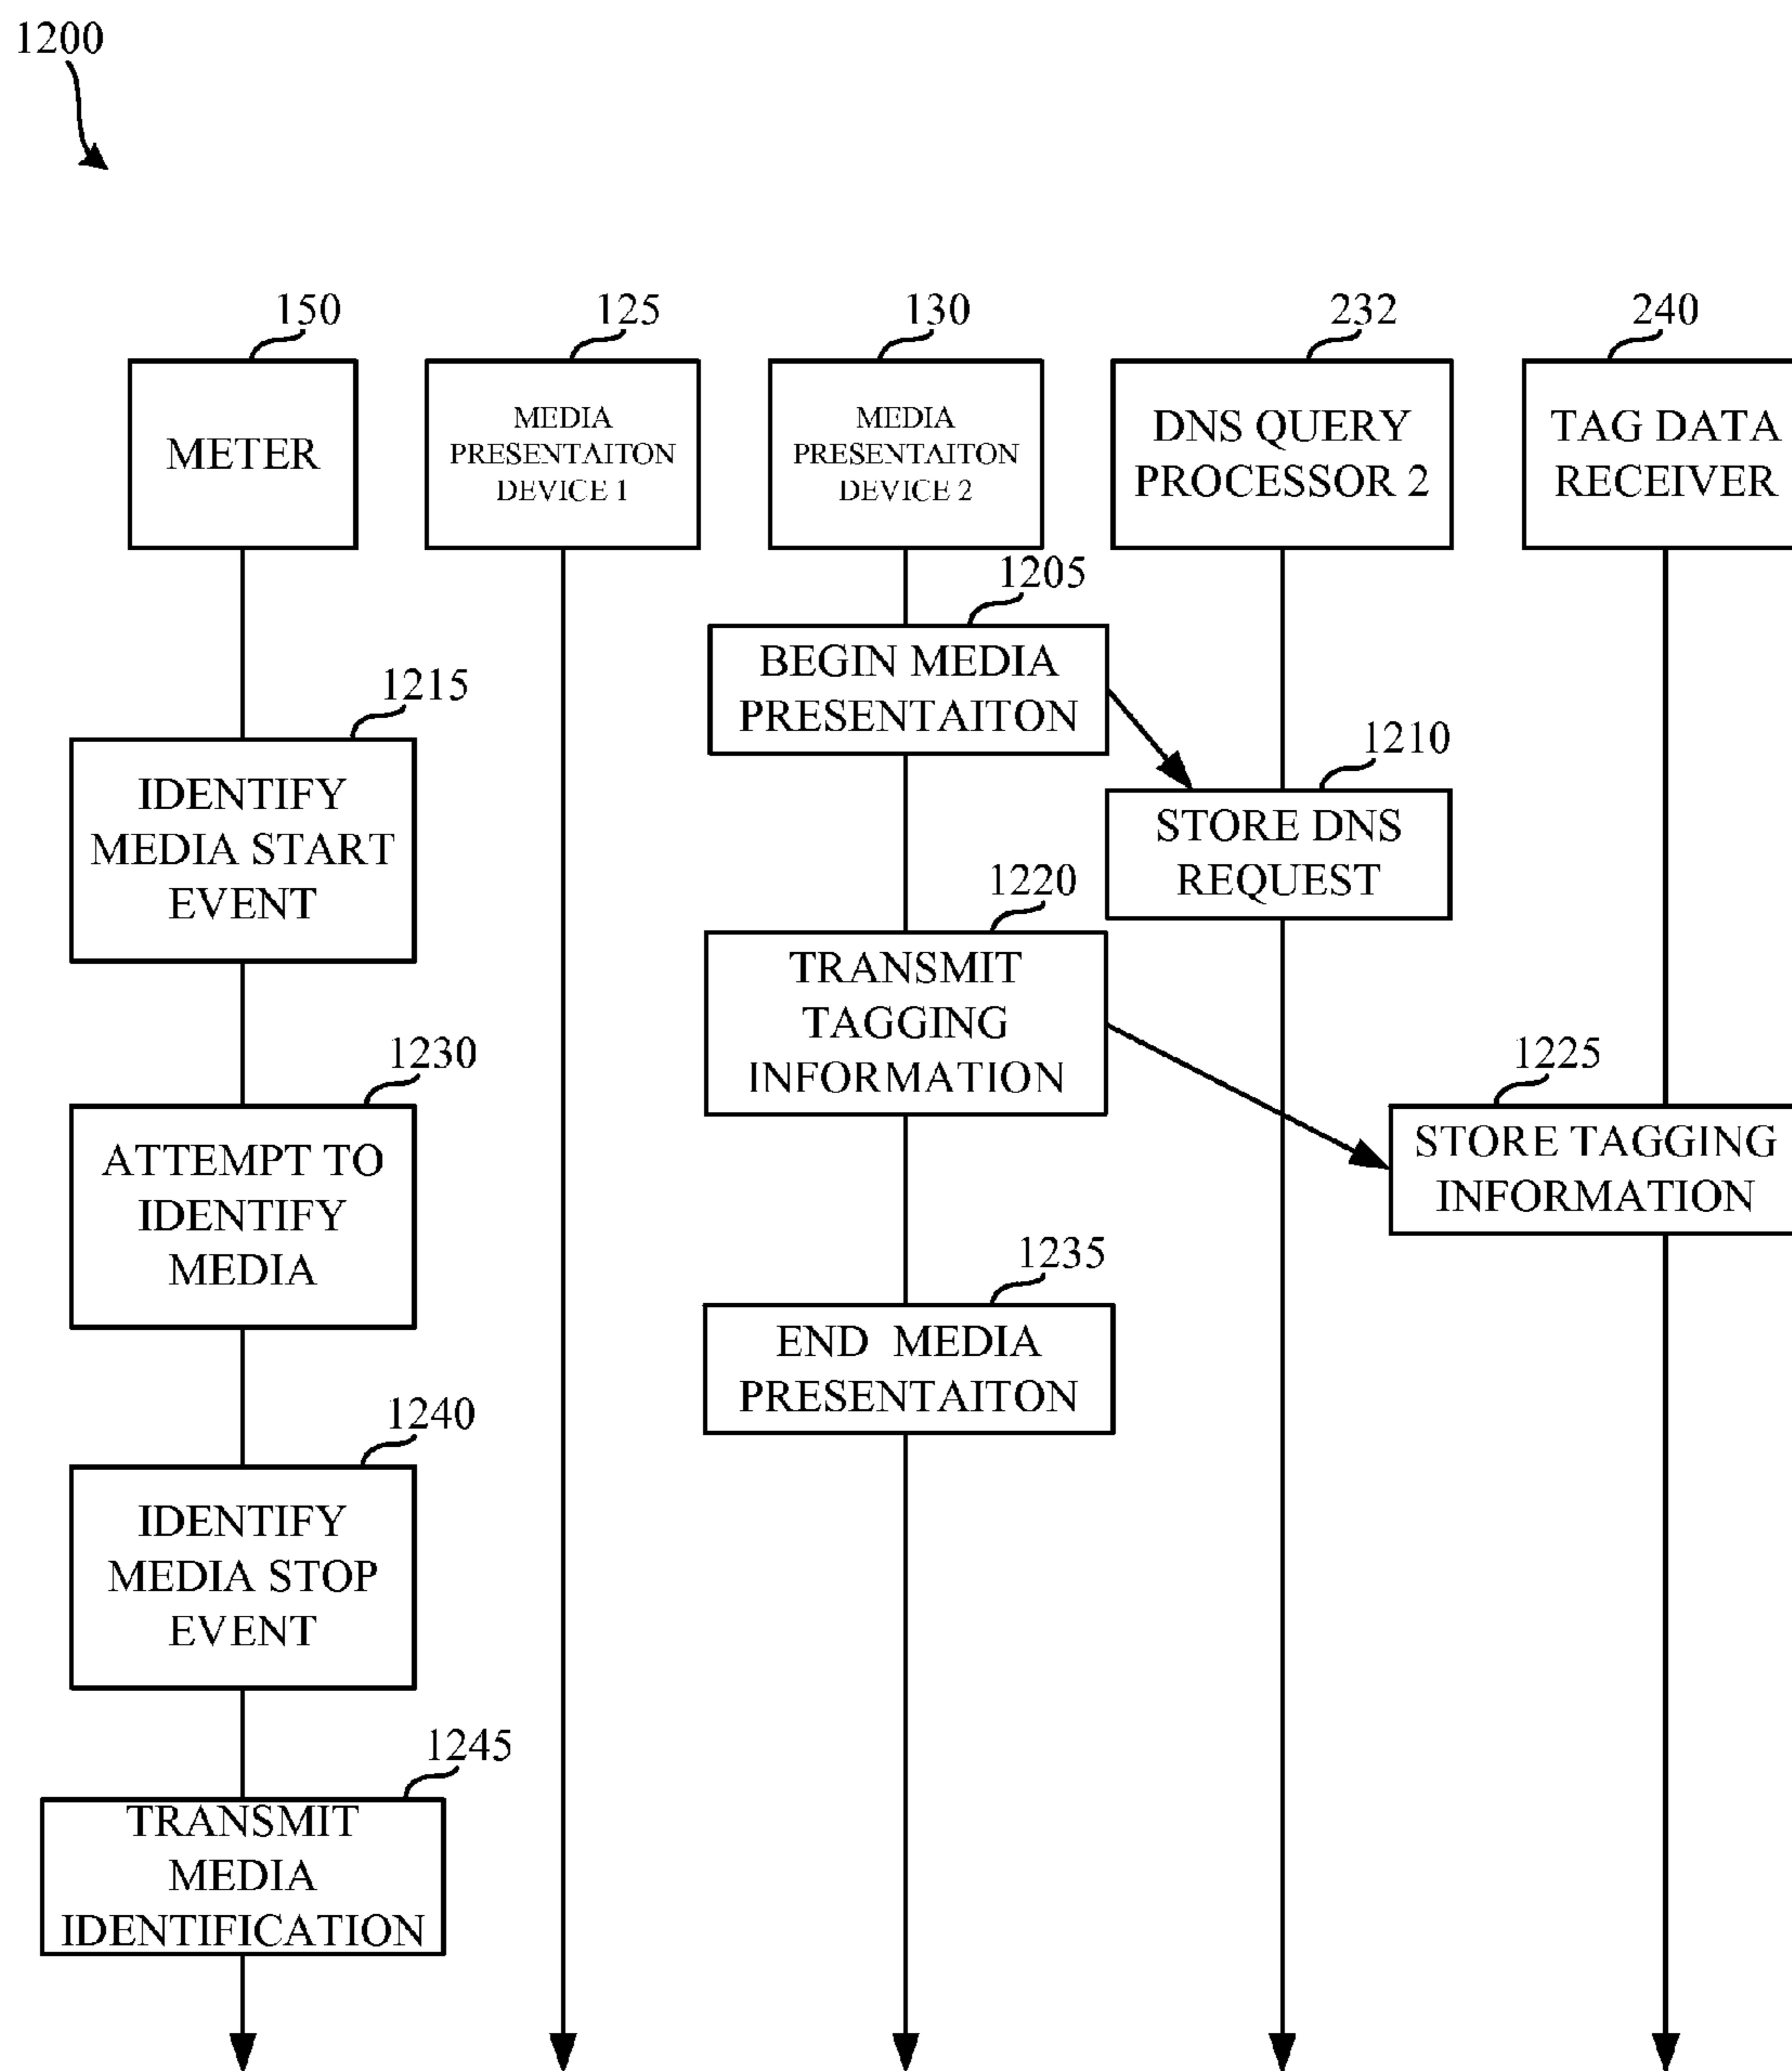 1200
150
125
130
232
240
METER
MEDIA
PRESENTAITON
DEVICE 1
MEDIA
PRESENTAITON
DEVICE 2
DNS QUERY
PROCESSOR 2
TAG DATA
RECEIVER
1205
BEGIN MEDIA
PRESENTAITON
1215
IDENTIFY
MEDIA START
EVENT
1210
STORE DNS
REQUEST
1220
TRANSMIT
TAGGING
INFORMATION
1230
ATTEMPT TO
IDENTIFY
MEDIA
1225
STORE TAGGING
INFORMATION
1235
END MEDIA
PRESENTAITON
1240
IDENTIFY
MEDIA STOP
EVENT
1245
TRANSMIT
MEDIA
IDENTIFICATION